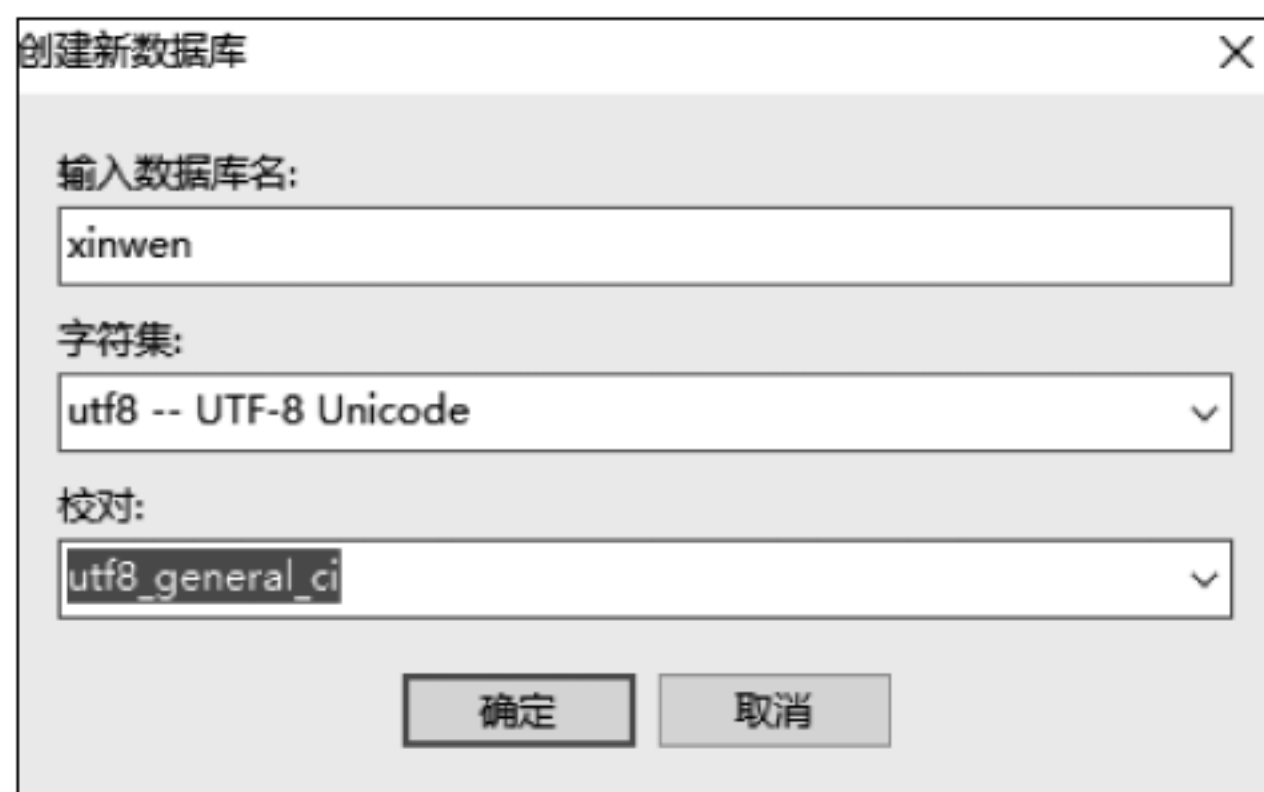 创建新数据库
输入数据库名:
xinwen
字符集:
utf8 -- UTF-8 Unicode
校对:
utf8_general_ci
确定 取消